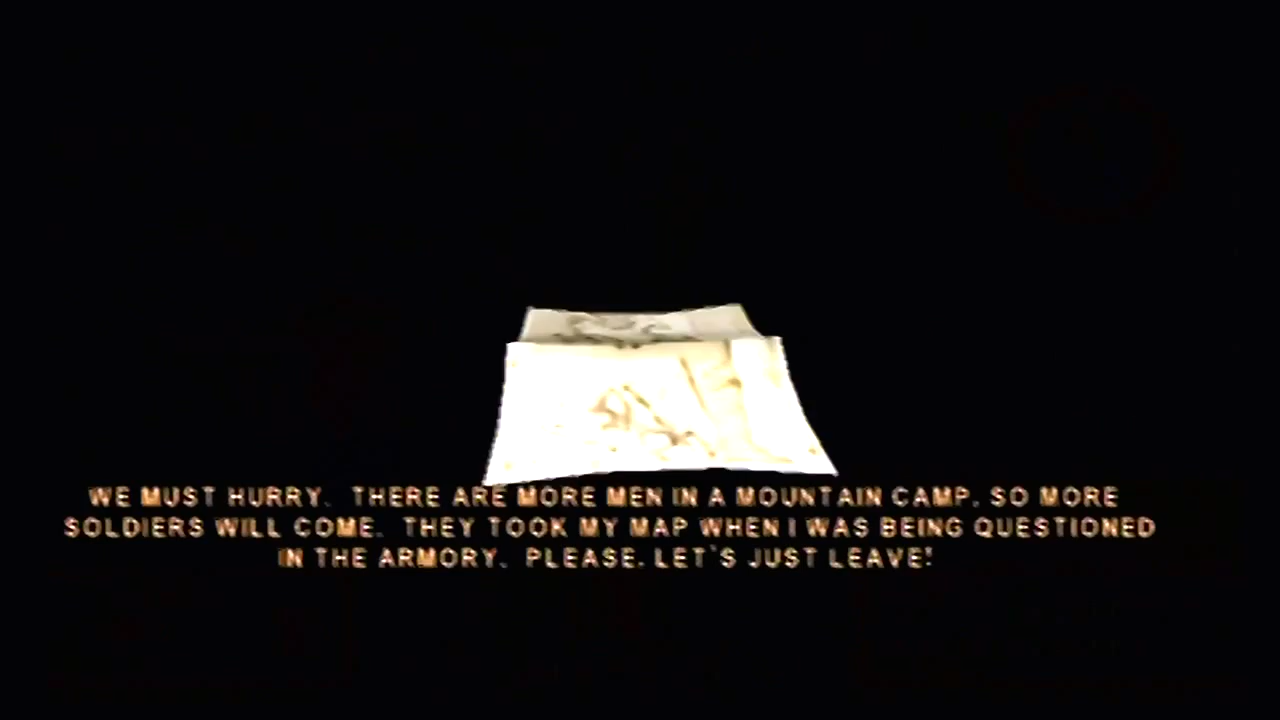 WE MUST HURRY. THERE ARE MORE MEN IN A MOUNTAIN CAMP. SO MORE
SOLDIERS WILL COME. THEY TOOK MY MAP WHEN I WAS BEING QUESTIONED
IN THE ARMORY. PLEASE. LET'S JUST LEAVE!